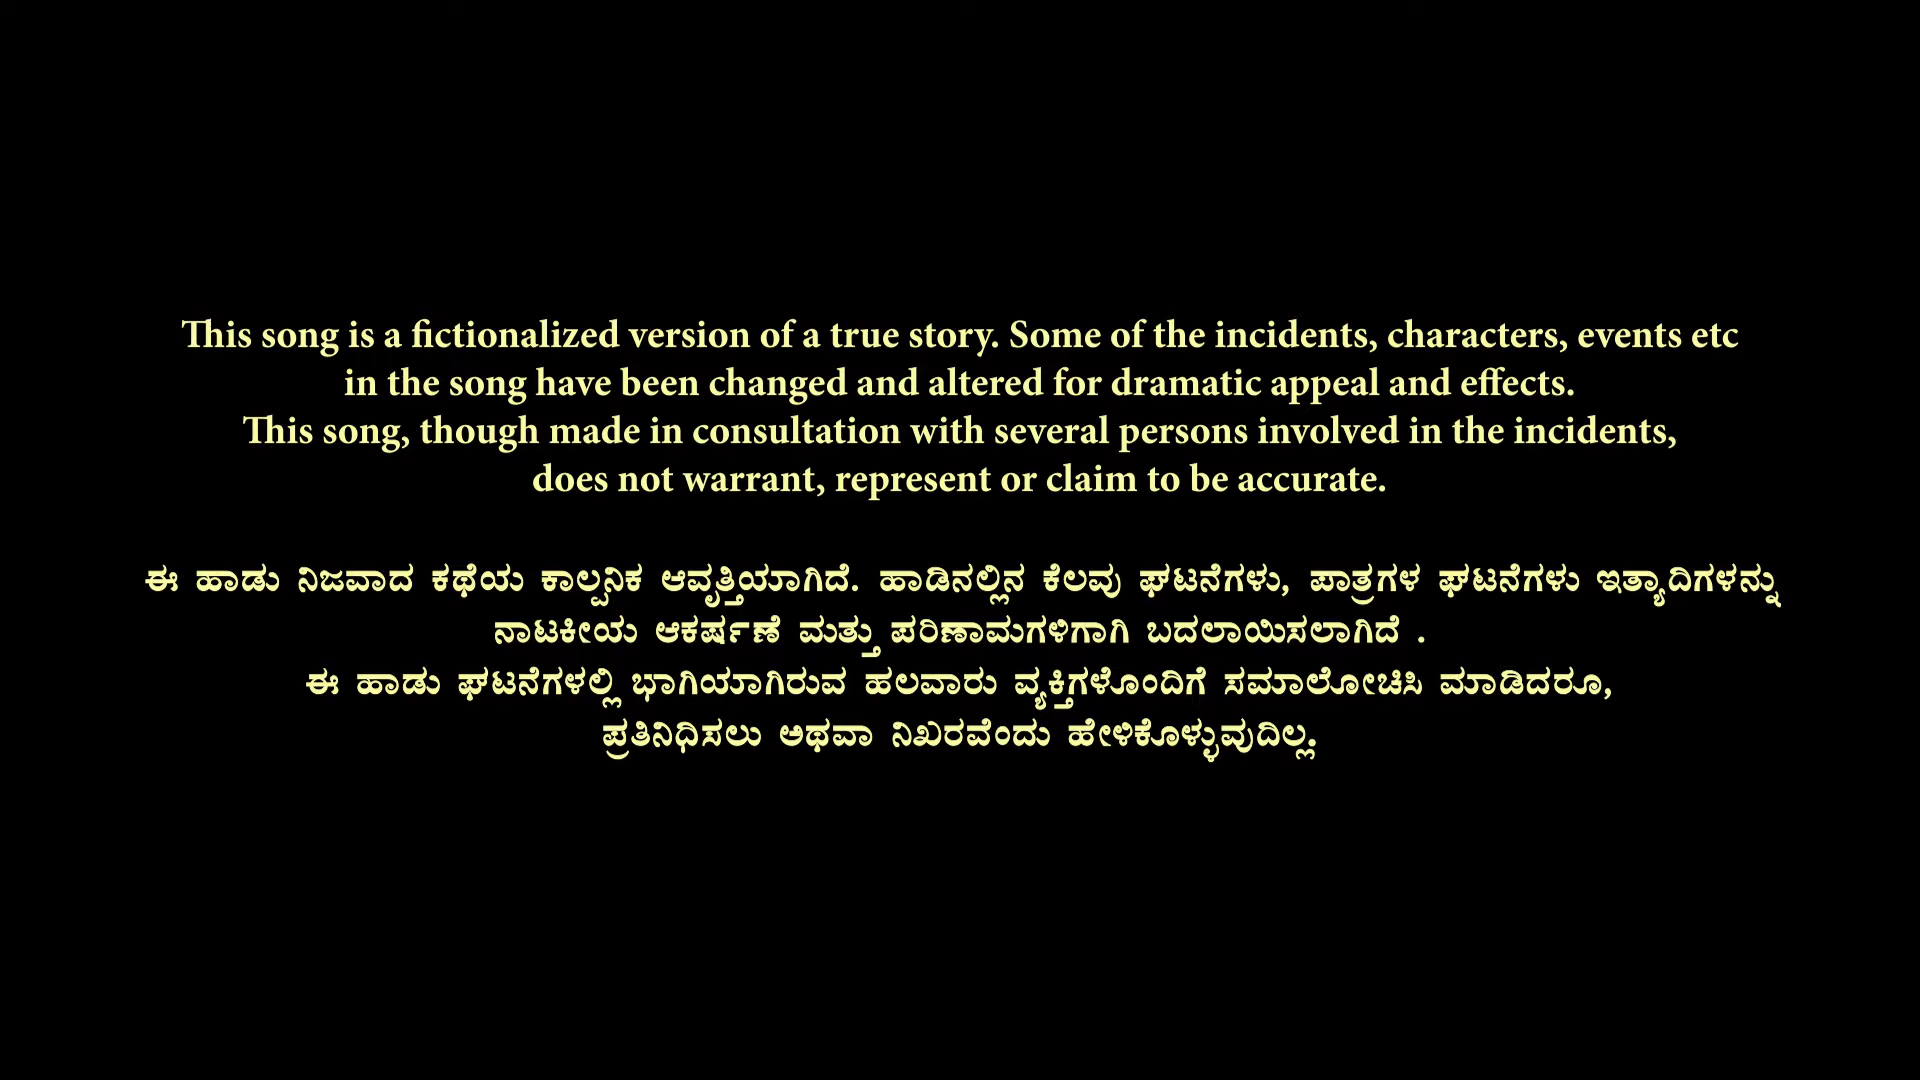 This song is a fictionalized version of a true story. Some of the incidents, characters, events etc
in the song have been changed and altered for dramatic appeal and effects.
This song, though made in consultation with several persons involved in the incidents,
does not warrant, represent or claim to be accurate.
ಈ ಹಾಡು ನಿಜವಾದ ಕಥೆಯ ಕಾಲ್ಪನಿಕ ಆವೃತ್ತಿಯಾಗಿದೆ. ಹಾಡಿನಲ್ಲಿನ ಕೆಲವು ಘಟನೆಗಳು, ಪಾತ್ರಗಳ ಘಟನೆಗಳು ಇತ್ಯಾದಿಗಳನ್ನು
ನಾಟಕೀಯ ಆಕರ್ಷಣೆ ಮತ್ತು ಪರಿಣಾಮಗಳಿಗಾಗಿ ಬದಲಾಯಿಸಲಾಗಿದೆ .
ಈ ಹಾಡು ಘಟನೆಗಳಲ್ಲಿ ಭಾಗಿಯಾಗಿರುವ ಹಲವಾರು ವ್ಯಕ್ತಿಗಳೊಂದಿಗೆ ಸಮಾಲೋಚಿಸಿ ಮಾಡಿದರೂ,
ಪ್ರತಿನಿಧಿಸಲು ಅಥವಾ ನಿಖರವೆಂದು ಹೇಳಿಕೊಳ್ಳುವುದಿಲ್ಲ.